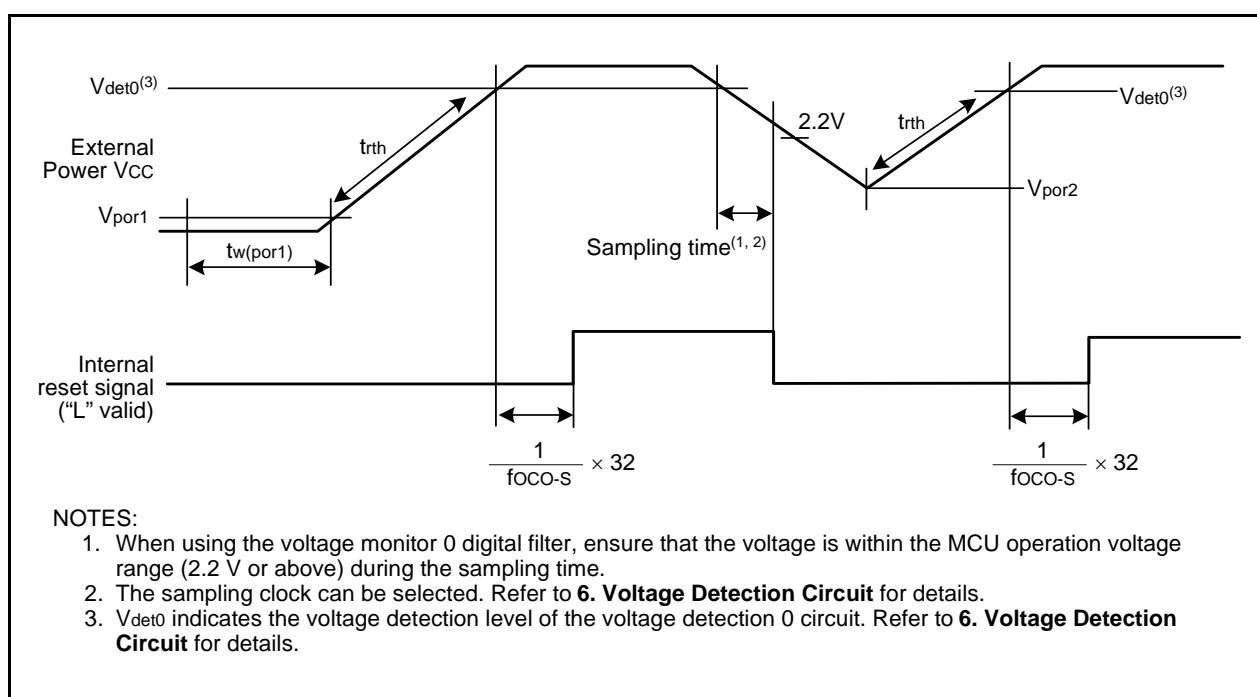 Vdet0(3)
External
Power VCC
Vpor1
trth
tw(por1)
2.2V
trth
Vdet0(3)
Vpor2
Sampling time(1, 2)
Internal
reset signal
(“L” valid)
1
fOCO-S
× 32
1
fOCO-S
× 32
NOTES:
1. When using the voltage monitor 0 digital filter, ensure that the voltage is within the MCU operation voltage
range (2.2 V or above) during the sampling time.
2. The sampling clock can be selected. Refer to 6. Voltage Detection Circuit for details.
3. Vdet0 indicates the voltage detection level of the voltage detection 0 circuit. Refer to 6. Voltage Detection
Circuit for details.